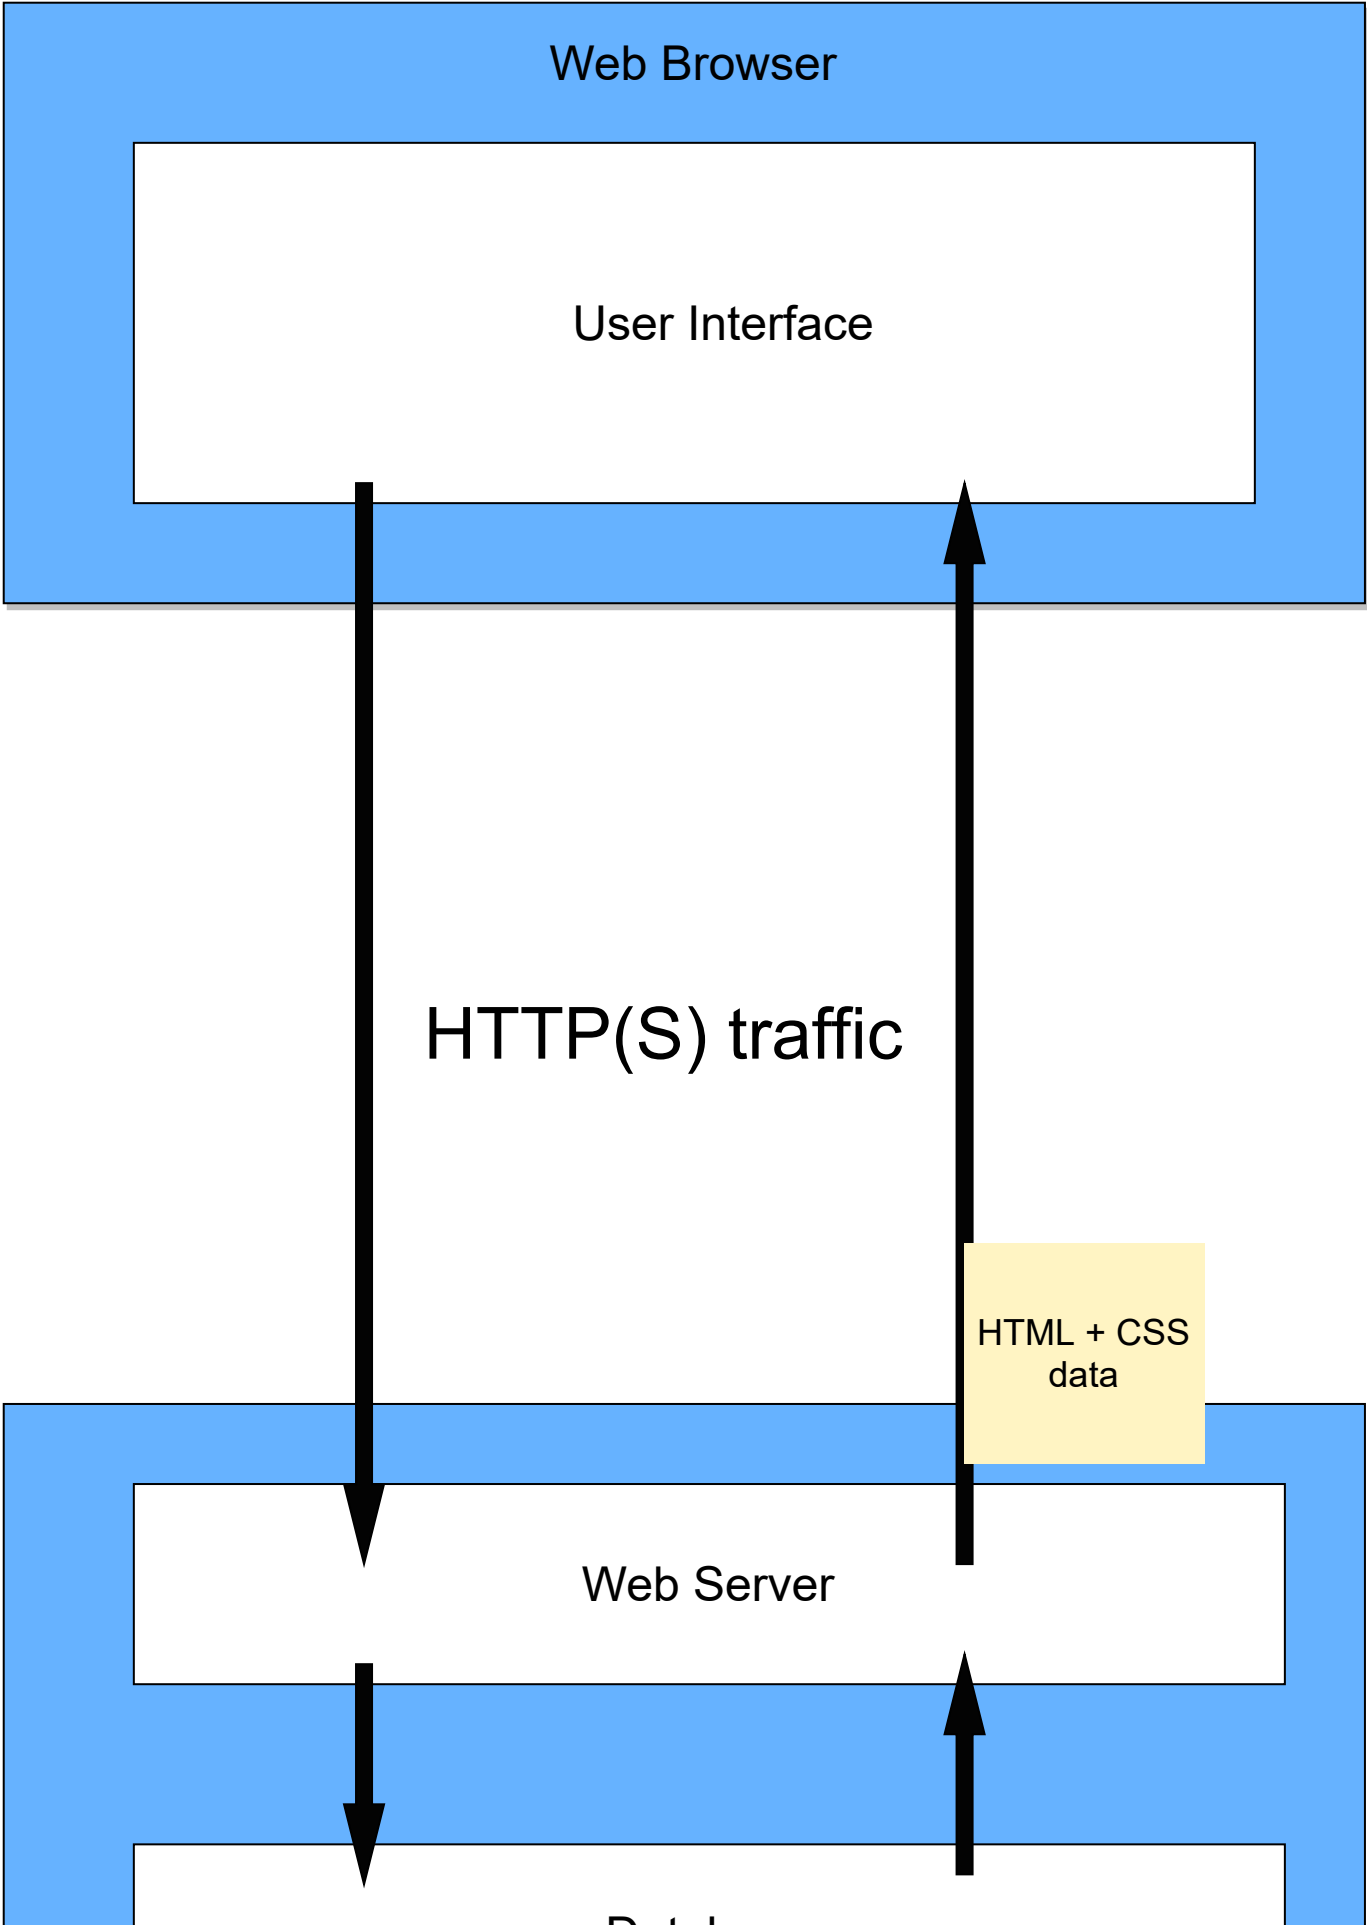 Web Browser
User Interface
HTTP(S) traffic
HTML + CSS
data
Web Server